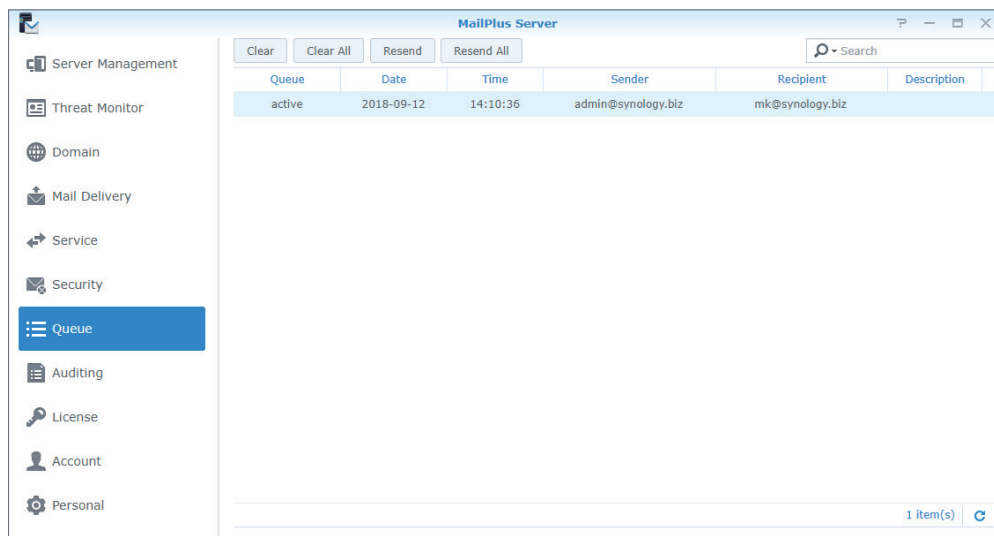 MailPlus Server
Server Management
Threat Monitor
Domain
Mail Delivery
Service
Security
Queue
Auditing
License
Account
Personal
Clear Clear All Resend Resend All Search
Queue Date Time Sender Recipient Description
active 2018-09-12 14:10:36 admin@synology.biz mk@synology.biz
1 item(s)